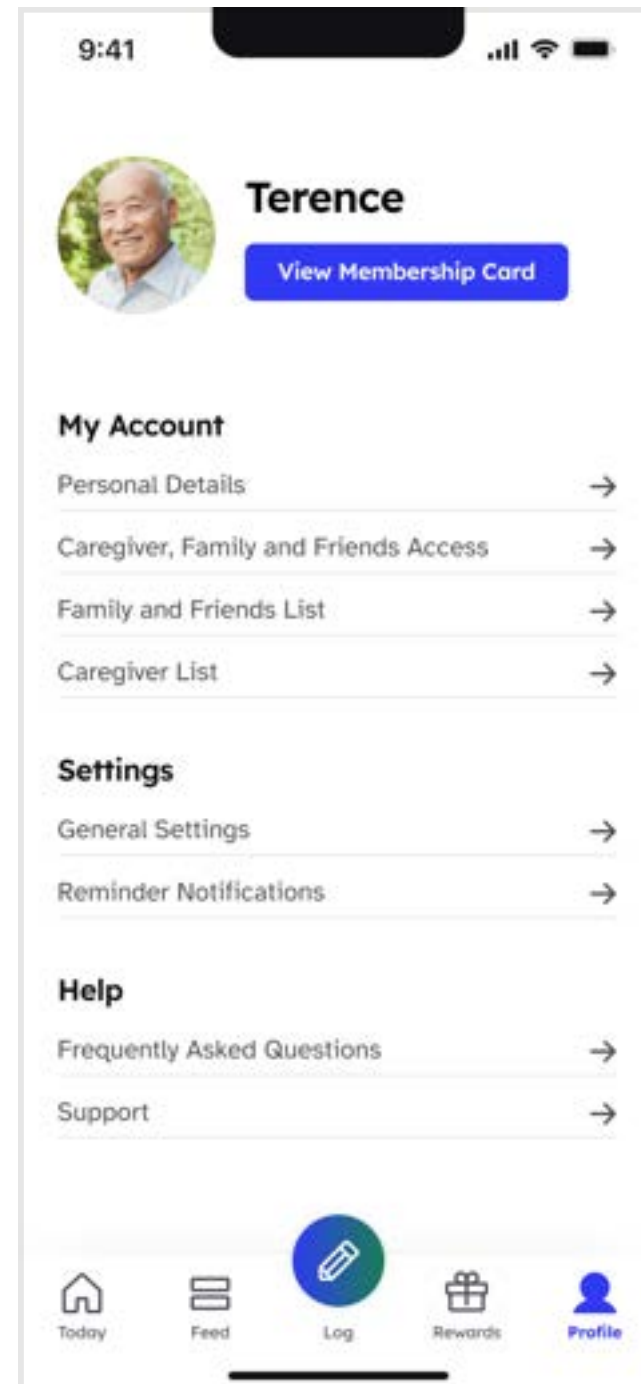 9:41
Terence
View Membership Card
My Account
Personal Details
Caregiver, Family and Friends Access
Family and Friends List
Caregiver List
Settings
General Settings
Reminder Notifications
Help
Frequently Asked Questions
Support
Today Feed Log Rewards Profile